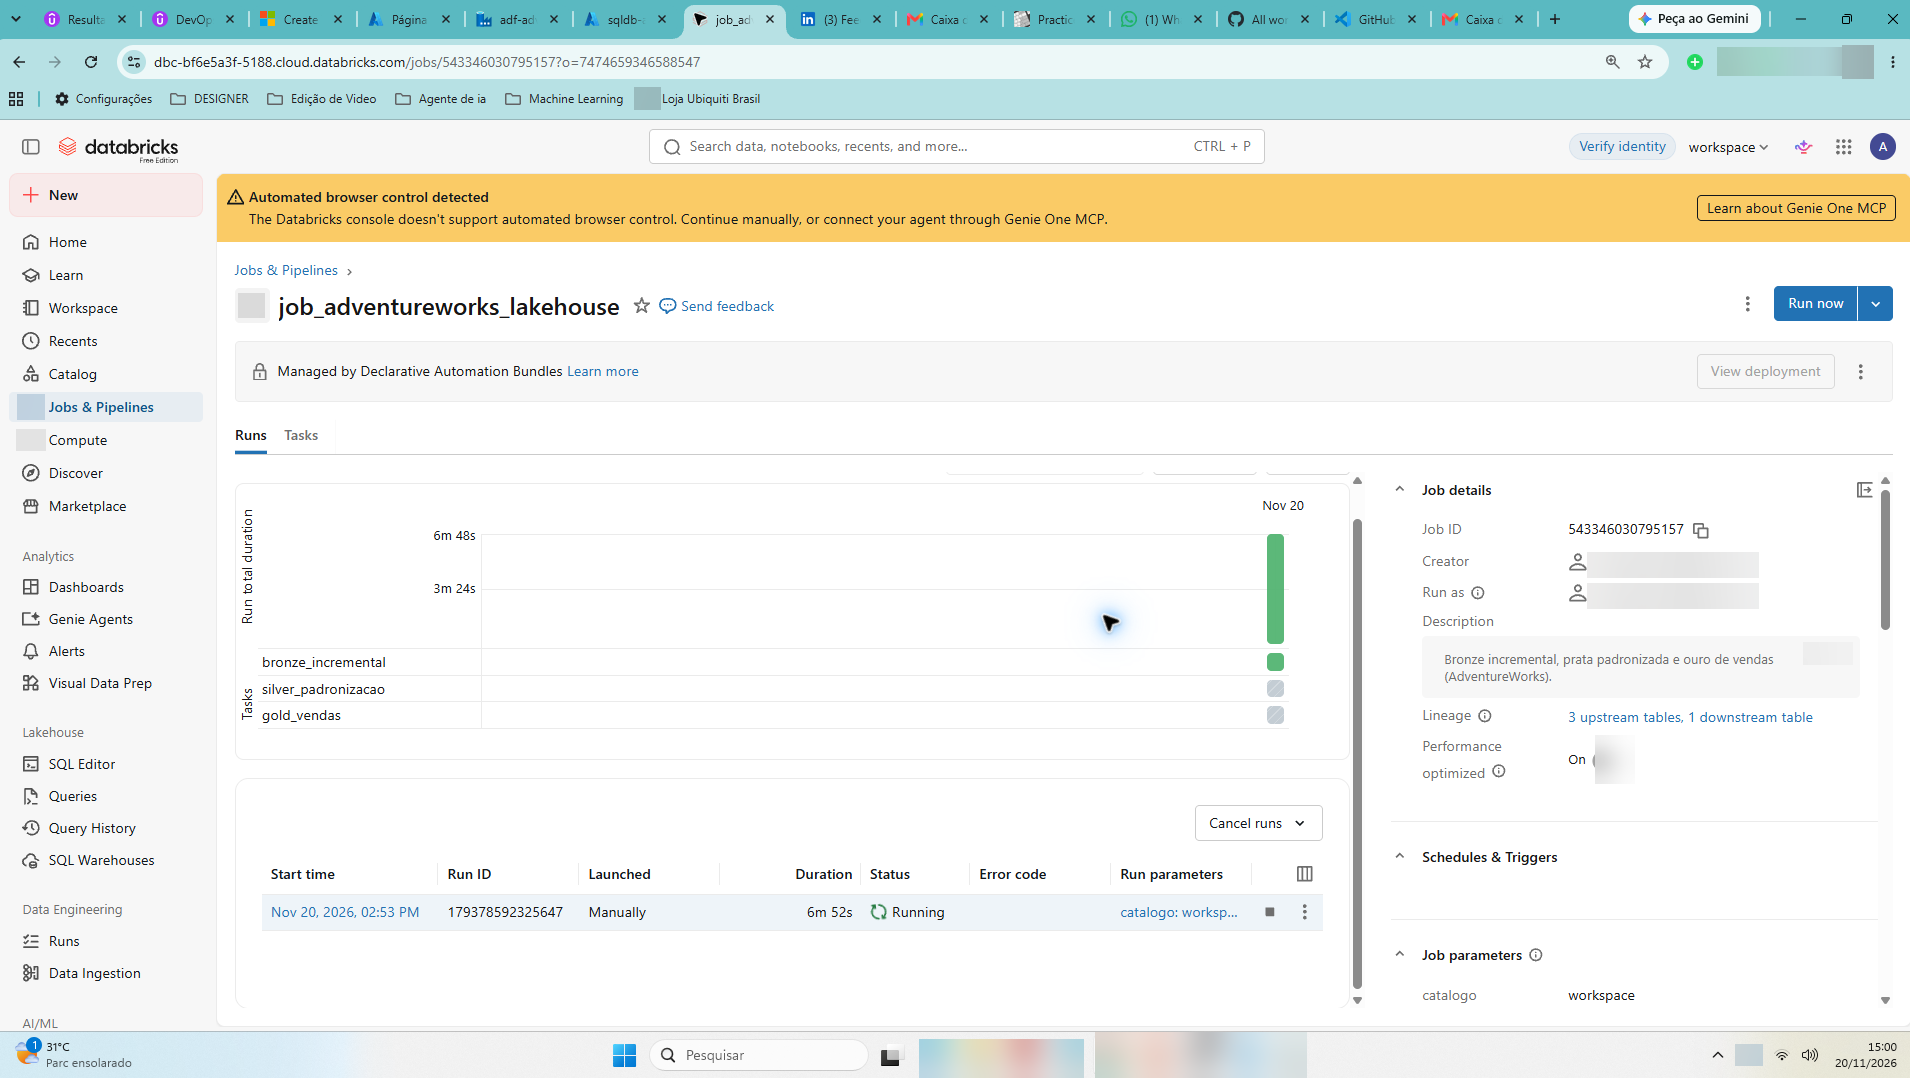 Resulta
DevOp
Create
Página
adf-ad
sqldb-a
job_adv
(3) Fee
Caixa d
Practic
(1) Wh
All wor
GitHub
Caixa d
Peça ao Gemini
dbc-bf6e5a3f-5188.cloud.databricks.com/jobs/543346030795157?o=7474659346588547
Configurações
DESIGNER
Edição de Video
Agente de ia
Machine Learning
Loja Ubiquiti Brasil
databricks
Free Edition
Search data, notebooks, recents, and more...
CTRL + P
Verify identity
workspace
A
New
Home
Learn
Workspace
Recents
Catalog
Jobs & Pipelines
Compute
Discover
Marketplace
Analytics
Dashboards
Genie Agents
Alerts
Visual Data Prep
Lakehouse
SQL Editor
Queries
Query History
SQL Warehouses
Data Engineering
Runs
Data Ingestion
AI/ML
Automated browser control detected
The Databricks console doesn't support automated browser control. Continue manually, or connect your agent through Genie One MCP.
Learn about Genie One MCP
Jobs & Pipelines
job_adventureworks_lakehouse
Send feedback
Run now
Managed by Declarative Automation Bundles Learn more
View deployment
Runs
Tasks
Nov 20
Run total duration
6m 48s
3m 24s
Tasks
bronze_incremental
silver_padronizacao
gold_vendas
Cancel runs
Start time Run ID Launched Duration Status Error code Run parameters
Nov 20, 2026, 02:53 PM 179378592325647 Manually 6m 52s Running catalogo: worksp...
Job details
Job ID 543346030795157
Creator
Run as
Description
Bronze incremental, prata padronizada e ouro de vendas
(AdventureWorks).
Lineage 3 upstream tables, 1 downstream table
Performance
optimized
On
Schedules & Triggers
Job parameters
catalogo workspace
1
31°C
Parc ensolarado
Pesquisar
15:00
20/11/2026